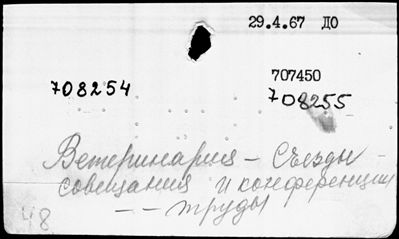 29.4.67 ДО
708254
707450
708255
Ветеринария – Съезды
совещания и конференции
– – труды
48